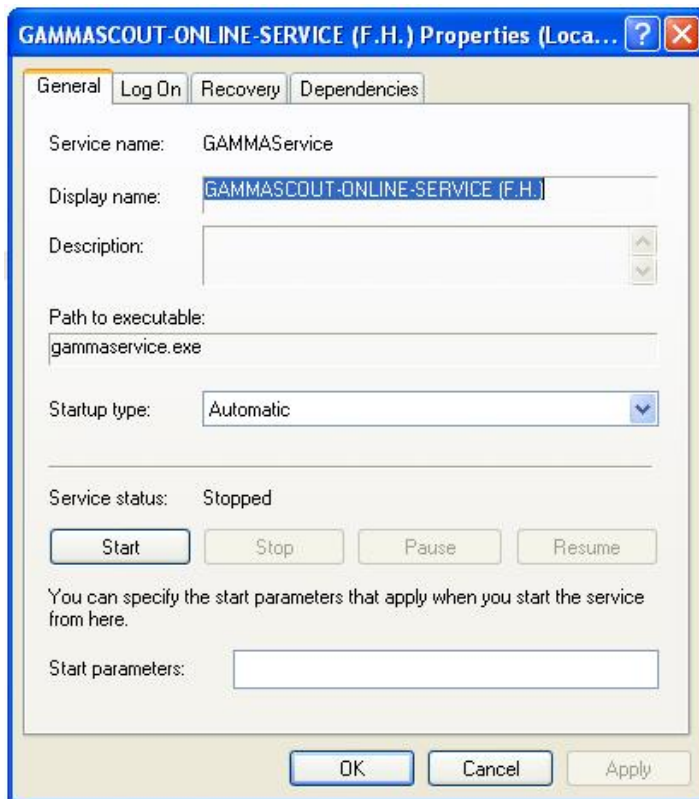 GAMMASCOUT-ONLINE-SERVICE (F.H.) Properties (Loca...
General Log On Recovery Dependencies
Service name: GAMMAService
Display name: GAMMASCOUT-ONLINE-SERVICE (F.H.)
Description:
Path to executable:
gammaservice.exe
Startup type: Automatic
Service status: Stopped
Start Stop Pause Resume
You can specify the start parameters that apply when you start the service
from here.
Start parameters:
OK Cancel Apply